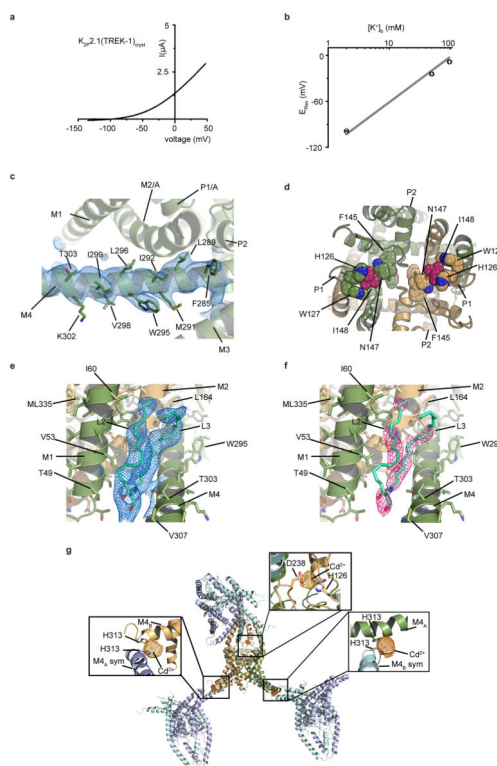 a
K2P2.1(TREK-1)cryst
I(μA)
5
2.5
-150 -100 -50 0 50
voltage (mV)
b
[K+]o (mM)
1 10 100
0
-60
-120
ERev (mV)
c
M2/A
P1/A
M1
P2
L296
L289
T303
I299
I292
M4
F285
K302
V298
W295
M291
M3
d
P2
N147
F145
I148
H126
W12
H126
P1
P1
W127
I148
F145
N147
P2
e
I60
M2
ML335
L164
L2
L3
V53
W295
M1
T49
T303
M4
V307
f
I60
M2
ML335
L164
L2
L3
V53
W29
M1
T49
T303
M4
V307
g
D238
Cd2+
H126
M4B
H313
H313
M4A sym
Cd2+
H313
M4A
H313
Cd2+
M4B sym